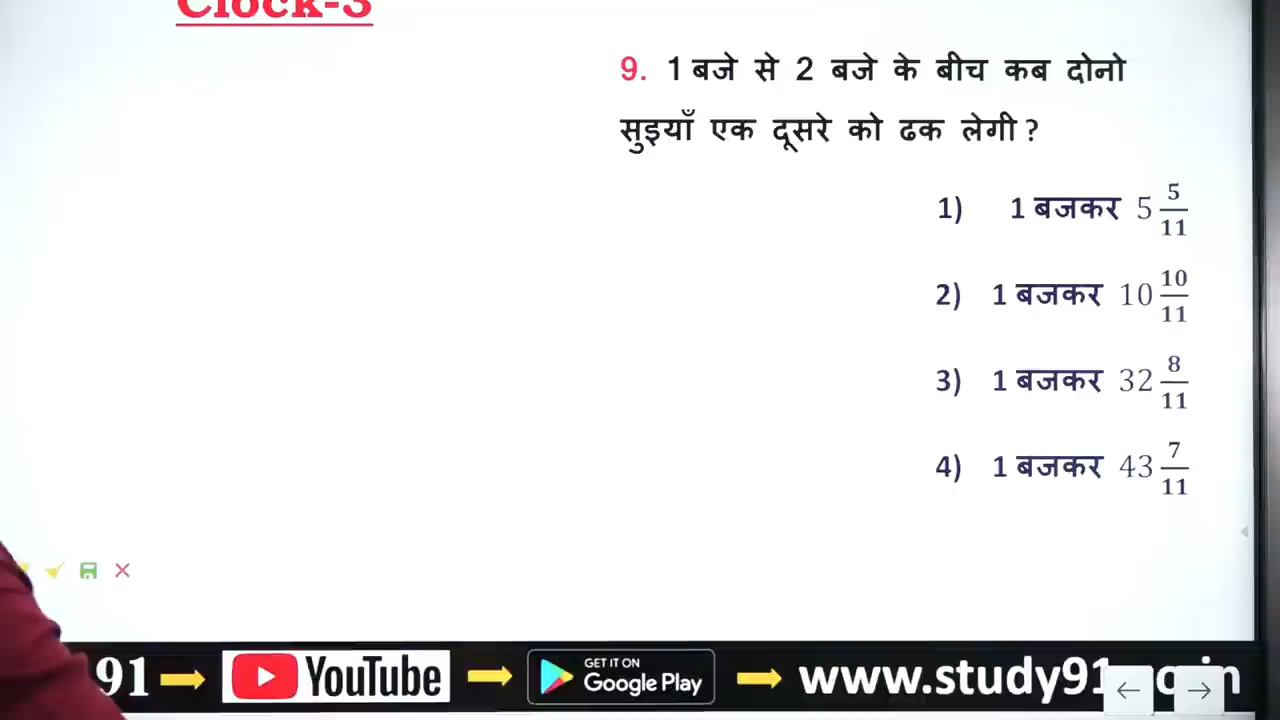 Clock-3
9. 1 बजे से 2 बजे के बीच कब दोनो
सुइयाँ एक दूसरे को ढक लेगी ?
1) 1 बजकर 5 5/11
2) 1 बजकर 10 10/11
3) 1 बजकर 32 8/11
4) 1 बजकर 43 7/11
91 YouTube GET IT ON Google Play www.study91